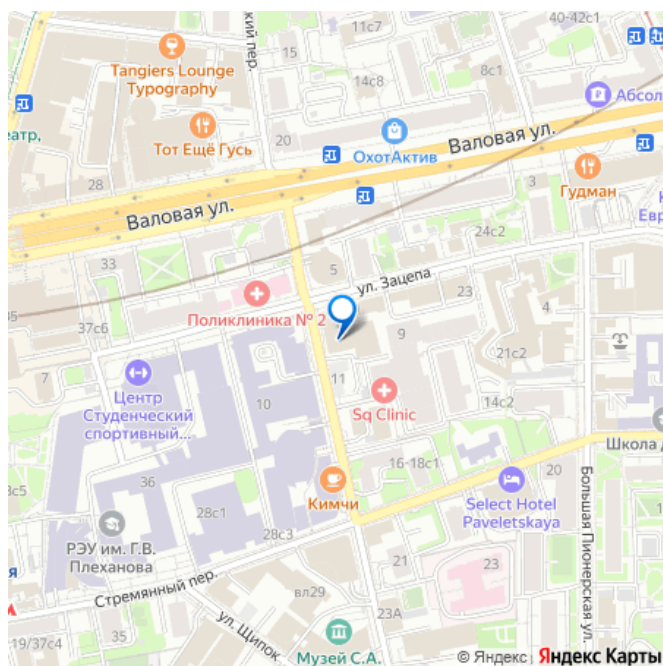 кий пер.
15
11с7
40-42с1
14с8
8с1
Tangiers Lounge
Typography
Абсол
еатр,
20
ОхотАктив
Валовая ул.
Тот Ещё Гусь
28
3
Гудман
Валовая ул.
24с2
К
Евр
33
5
ул. Зацепа
35
37с6
Поликлиника № 2
23
4
9
7
21с2
Центр
Студенческий
спортивный...
11
10
Sq Clinic
14с2
Школа д
36
16-18с1
20
8с5
Кимчи
Select Hotel
Paveletskaya
Большая Пионерская ул.
28с1
РЭУ им. Г.В.
Плеханова
28с3
21
23
я
Стремянный пер.
вл29
23А
19/37с4
35
ул. Щипок
Музей С.А.
© Яндекс
Яндекс Карты